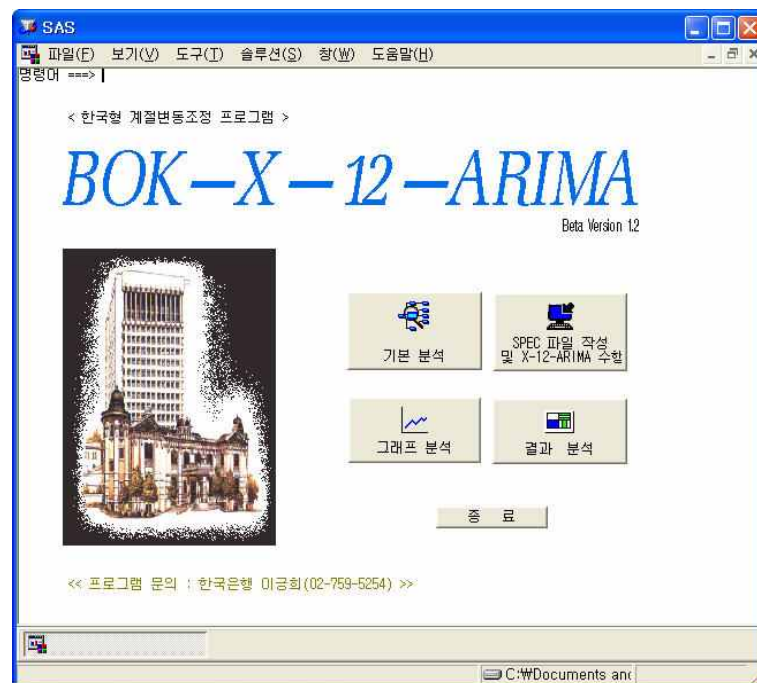 SAS
파일(F) 보기(V) 도구(T) 솔루션(S) 창(W) 도움말(H)
명령어 ===>
< 한국형 계절변동조정 프로그램 >
BOK-X-12-ARIMA
Beta Version 1.2
기본 분석
SPEC 파일 작성
및 X-12-ARIMA 수행
그래프 분석
결과 분석
종 료
<< 프로그램 문의 : 한국은행 이긍희(02-759-5254) >>
C:₩Documents and